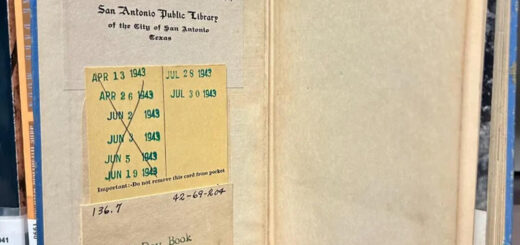 San Antonio Public Library
of the City of San Antonio
Texas
APR 13 1943 JUL 28 1943
APR 26 1943 JUL 30 1943
JUN 2 1943
JUN 3 1943
JUN 5 1943
JUN 19 1943
Important:-Do not remove this card from pocket
136.7 42-69-204
Book
941